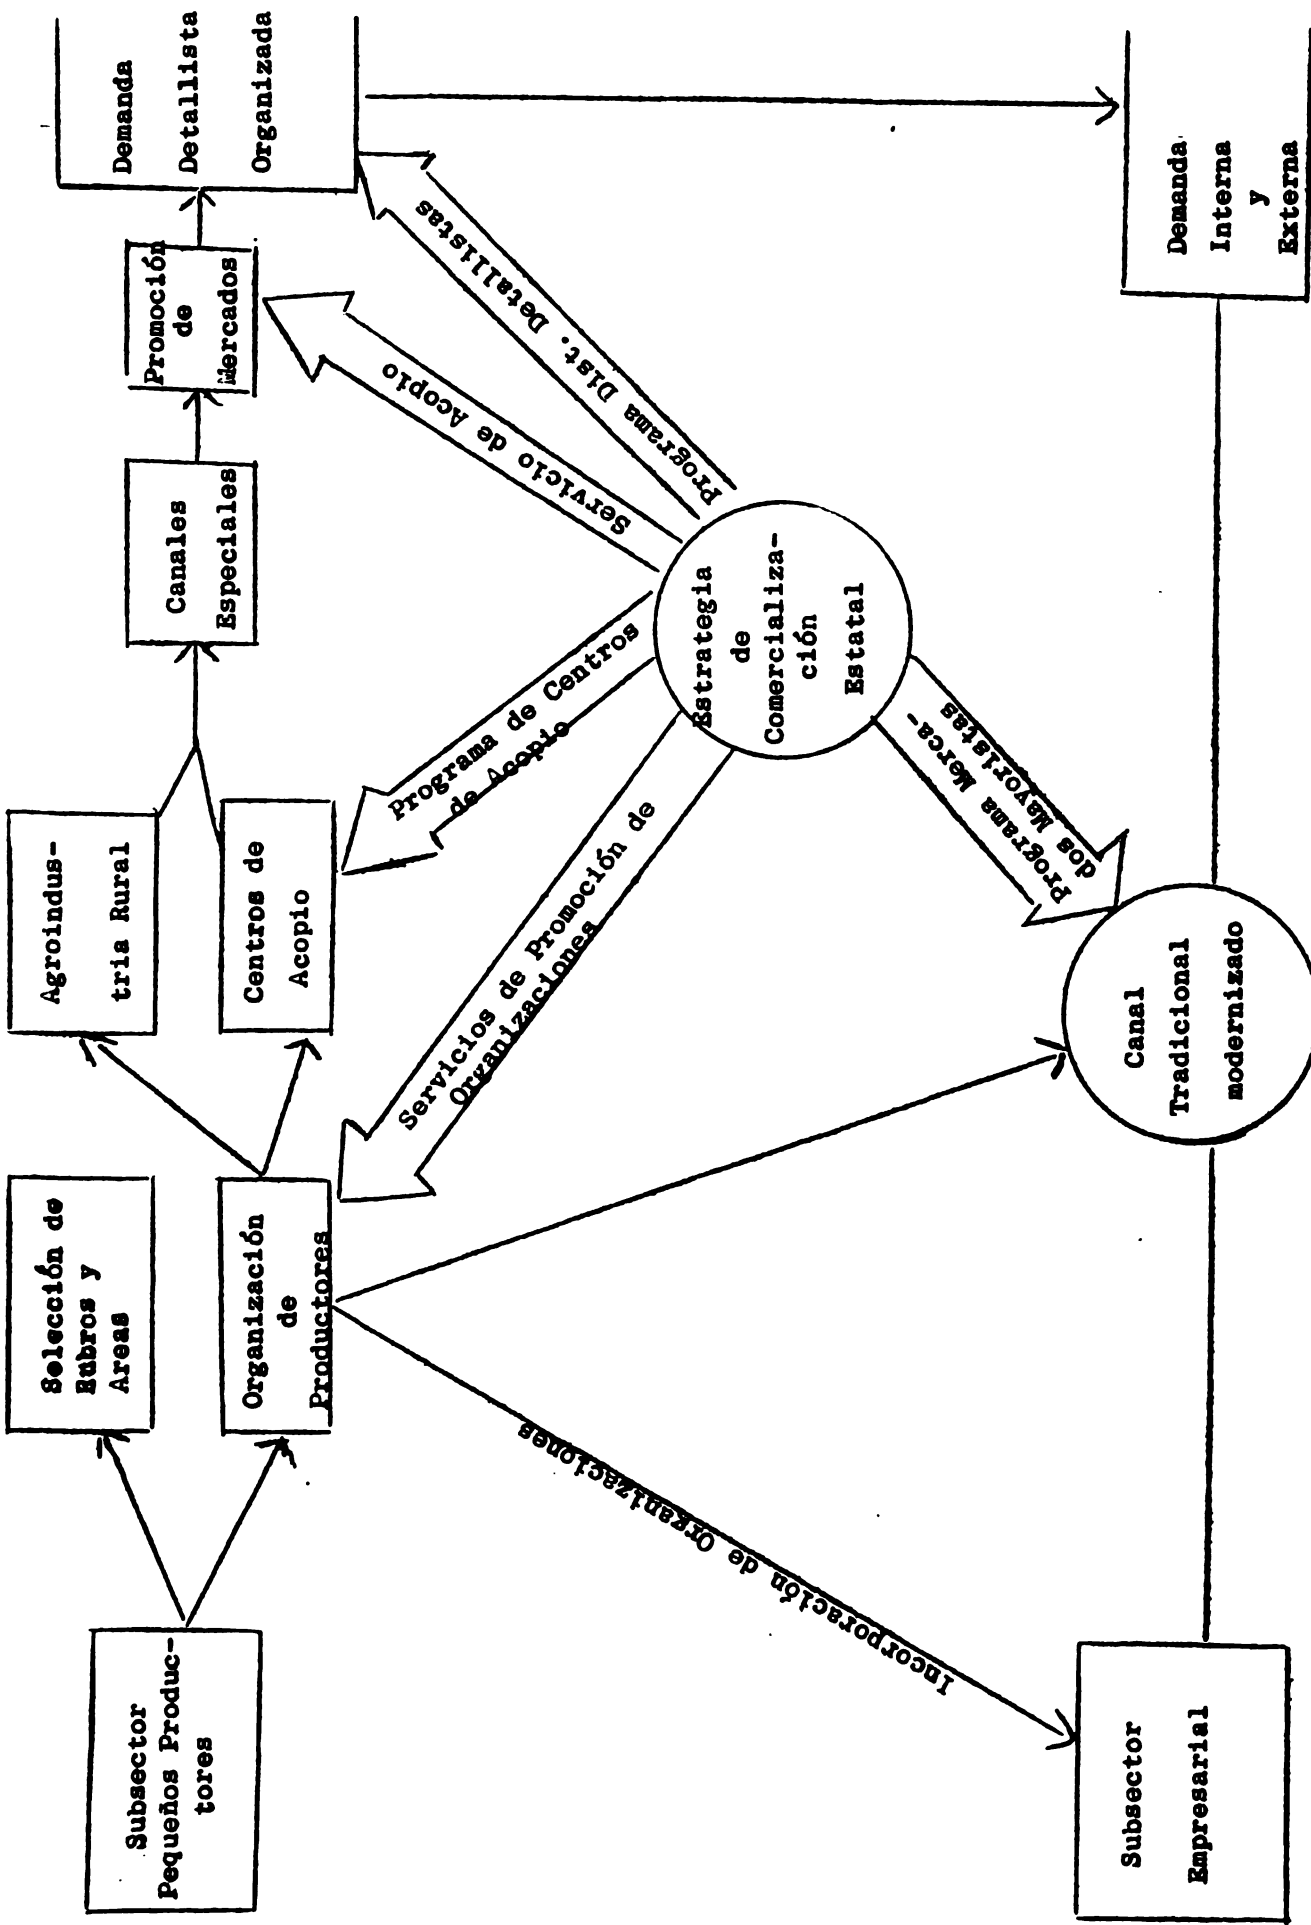 Subsector
Pequeños Produc-
tores
Selección de
Rubros y
Areas
Organización
de
Productores
Agroindus-
tria Rural
Centros de
Acopio
Canales
Especiales
Promoción
de
Mercados
Demanda
Detallista
Organizada
Servicios de Promoción de
Organizaciones
Programa de Centros
de Acopio
Servicio de Acopio
Programa Dist. Detallistas
Estrategia
de
Comercializa-
ción
Estatal
Programa Merca-
dos Mayoristas
Incorporación de Organizaciones
Subsector
Empresarial
Canal
Tradicional
modernizado
Demanda
Interna
y
Externa